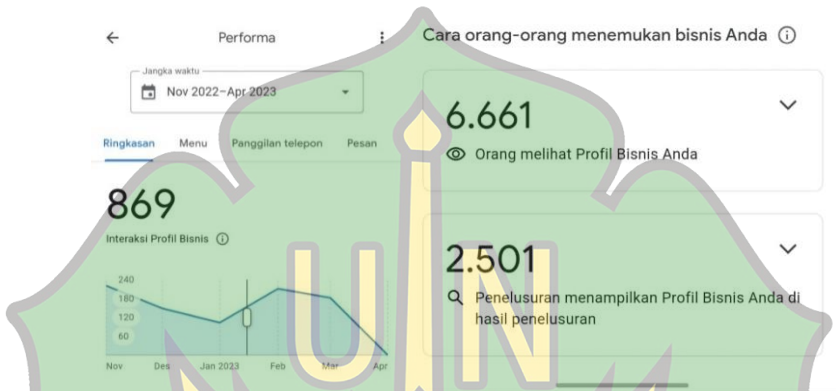 Performa
Jangka waktu
Nov 2022–Apr 2023
Ringkasan Menu Panggilan telepon Pesan
869
Interaksi Profil Bisnis
240
180
120
60
Nov Des Jan 2023 Feb Mar Apr
Cara orang-orang menemukan bisnis Anda
6.661
Orang melihat Profil Bisnis Anda
2.501
Penelusuran menampilkan Profil Bisnis Anda di
hasil penelusuran
UIN